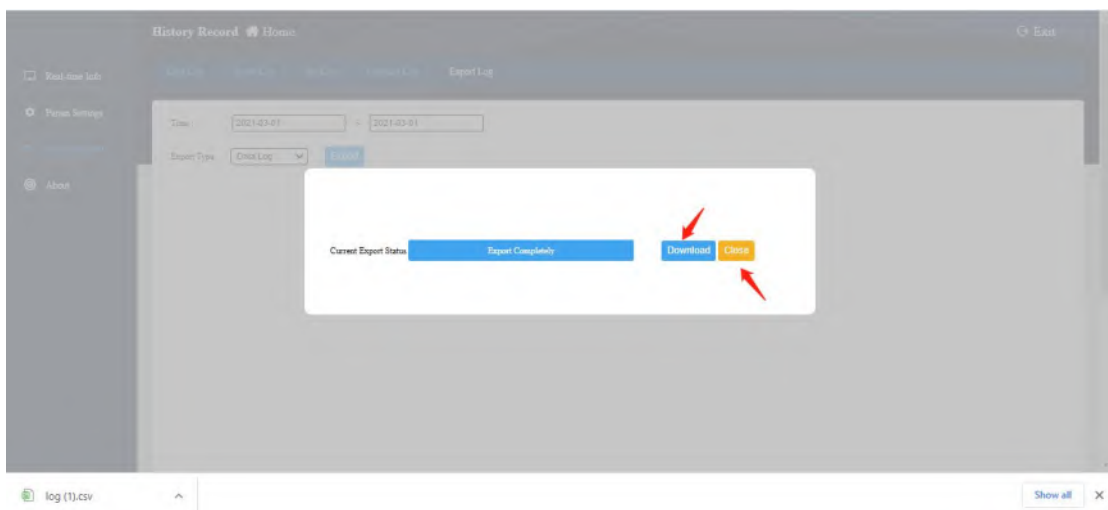 History Record Home
Exit
Real-time Info
Export Log
Param Settings
Time 2021-03-01 - 2021-03-01
Export Type Export
About
Current Export Status Export Completely Download Close
log (1).csv Show all